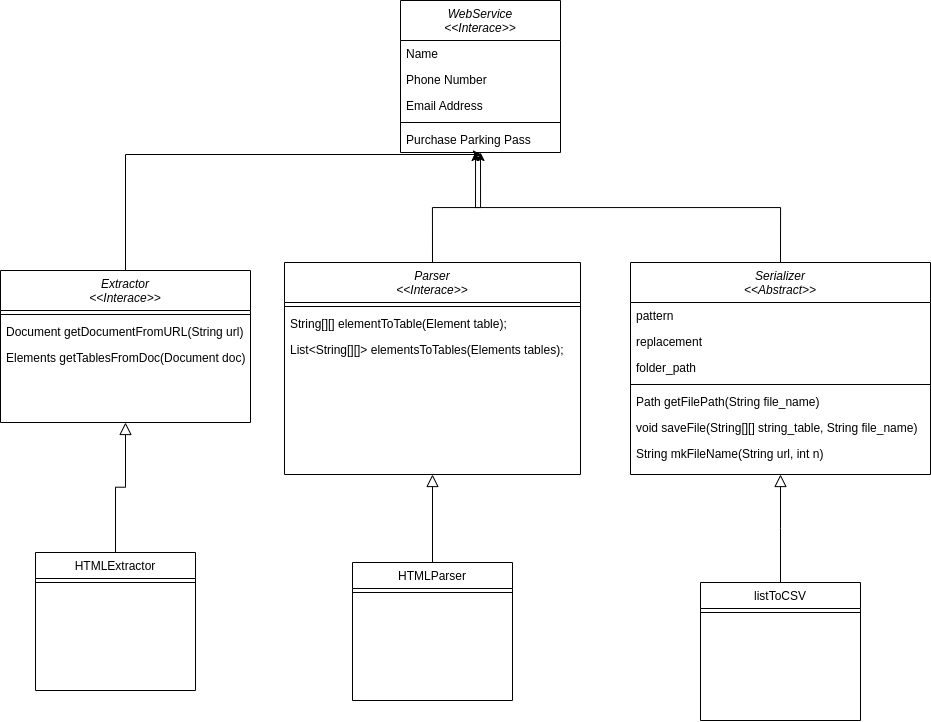 WebService
<<Interace>>
Name
Phone Number
Email Address
Purchase Parking Pass
Extractor
<<Interace>>
Document getDocumentFromURL(String url)
Elements getTablesFromDoc(Document doc)
Parser
<<Interace>>
String[][] elementToTable(Element table);
List<String[][]> elementsToTables(Elements tables);
Serializer
<<Abstract>>
pattern
replacement
folder_path
Path getFilePath(String file_name)
void saveFile(String[][] string_table, String file_name)
String mkFileName(String url, int n)
HTMLExtractor
HTMLParser
listToCSV